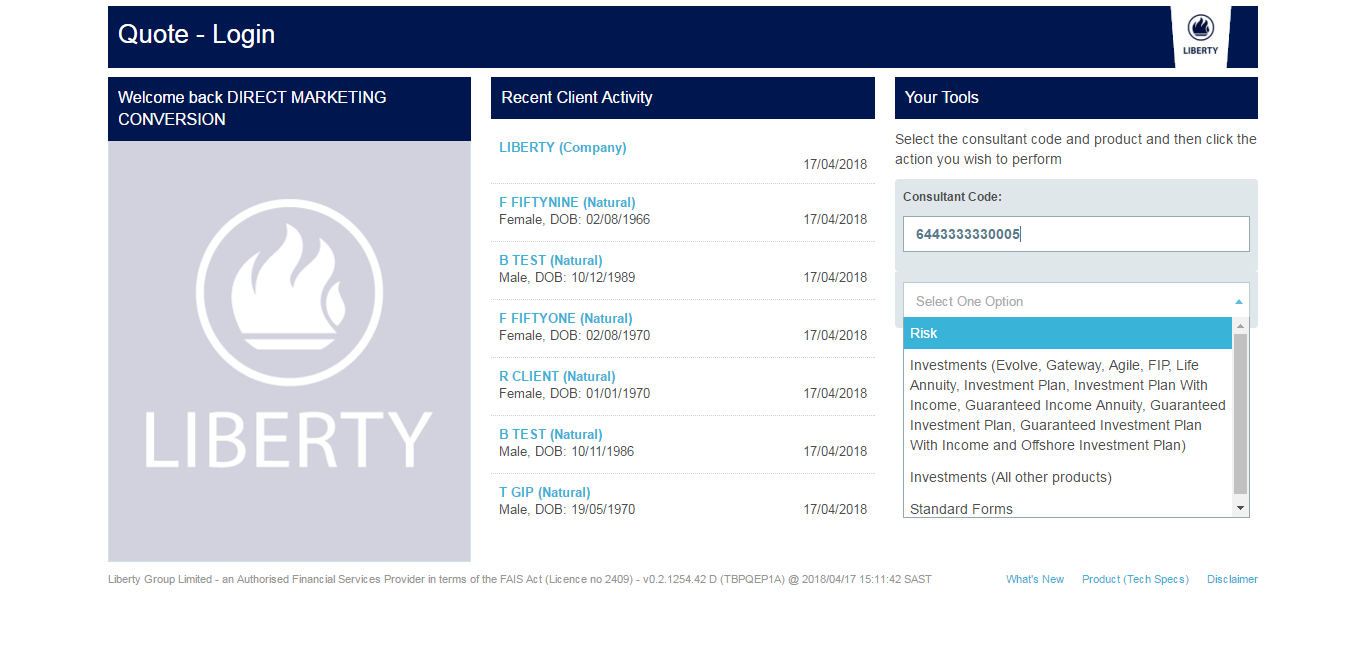 Quote - Login
LIBERTY
Welcome back DIRECT MARKETING
CONVERSION
LIBERTY
Recent Client Activity
LIBERTY (Company)
17/04/2018
F FIFTYNINE (Natural)
Female, DOB: 02/08/1966 17/04/2018
B TEST (Natural)
Male, DOB: 10/12/1989 17/04/2018
F FIFTYONE (Natural)
Female, DOB: 02/08/1970 17/04/2018
R CLIENT (Natural)
Female, DOB: 01/01/1970 17/04/2018
B TEST (Natural)
Male, DOB: 10/11/1986 17/04/2018
T GIP (Natural)
Male, DOB: 19/05/1970 17/04/2018
Your Tools
Select the consultant code and product and then click the
action you wish to perform
Consultant Code:
6443333330005
Select One Option
Risk
Investments (Evolve, Gateway, Agile, FIP, Life
Annuity, Investment Plan, Investment Plan With
Income, Guaranteed Income Annuity, Guaranteed
Investment Plan, Guaranteed Investment Plan
With Income and Offshore Investment Plan)
Investments (All other products)
Standard Forms
Liberty Group Limited - an Authorised Financial Services Provider in terms of the FAIS Act (Licence no 2409) - v0.2.1254.42 D (TBPQEP1A) @ 2018/04/17 15:11:42 SAST
What's New Product (Tech Specs) Disclaimer